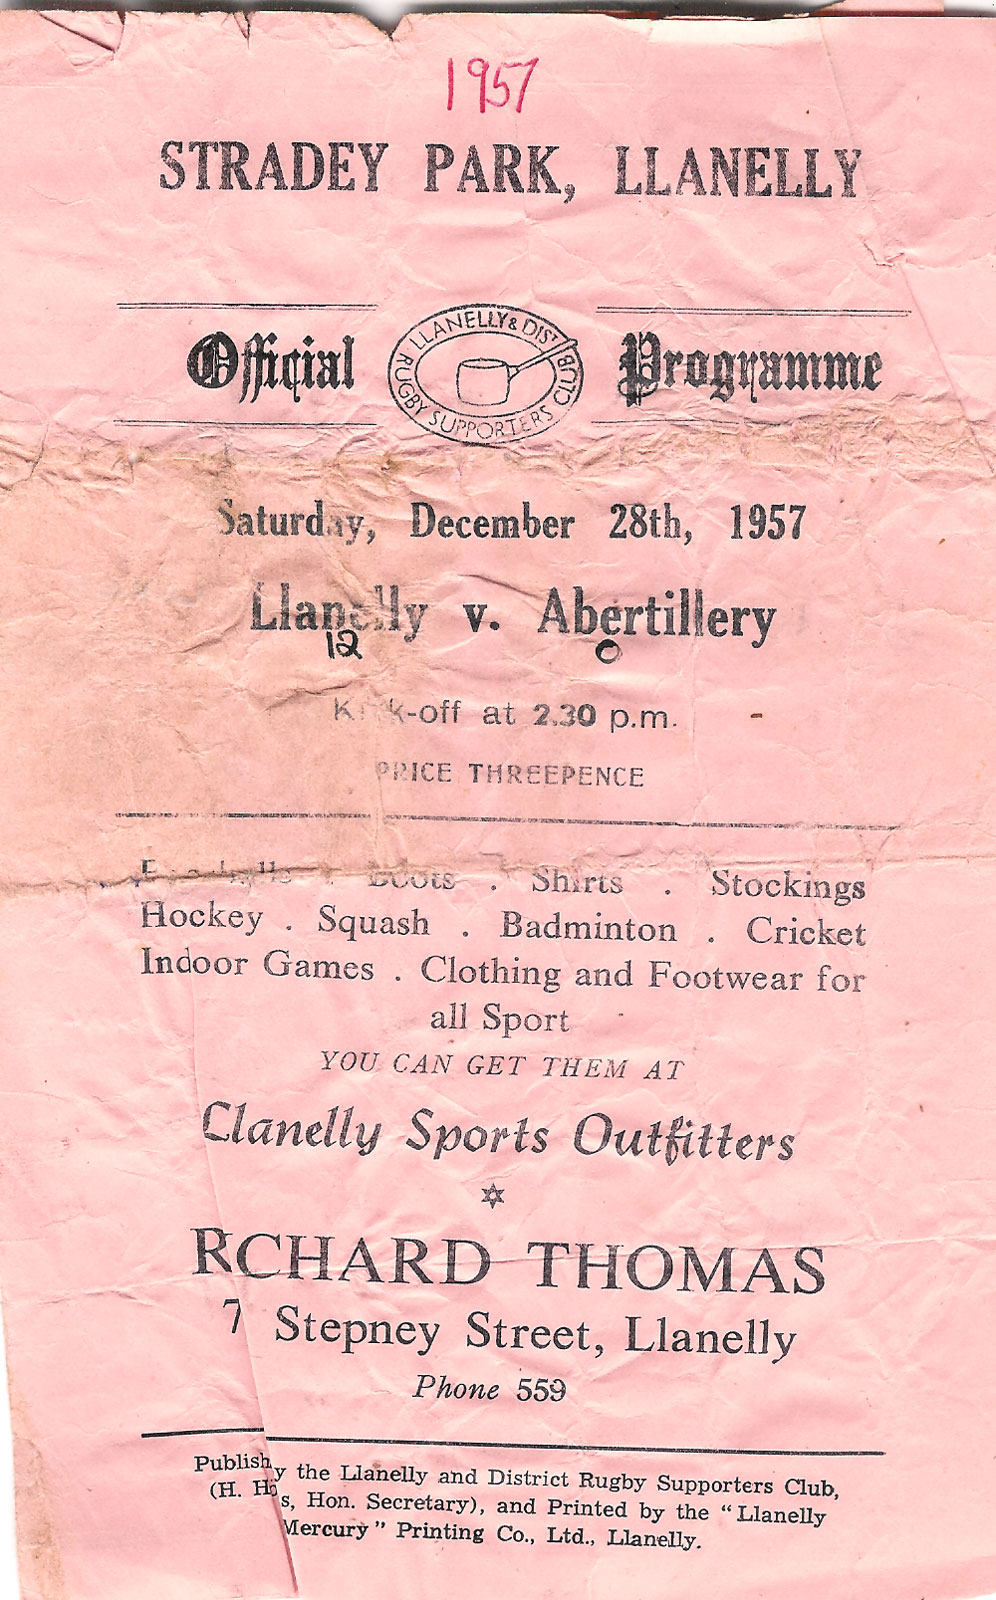 1957
STRADEY PARK, LLANELLY
Official Programme
LLANELLY & DIST RUGBY SUPPORTERS CLUB
Saturday, December 28th, 1957
Llanelly v. Abertillery
12 0
K k-off at 2.30 p.m.
PRICE THREEPENCE
Boots . Shirts . Stockings
Hockey . Squash . Badminton . Cricket
Indoor Games . Clothing and Footwear for
all Sport
YOU CAN GET THEM AT
Llanelly Sports Outfitters
RCHARD THOMAS
7 Stepney Street, Llanelly
Phone 559
Publish y the Llanelly and District Rugby Supporters Club,
(H. s, Hon. Secretary), and Printed by the "Llanelly
Mercury" Printing Co., Ltd., Llanelly.